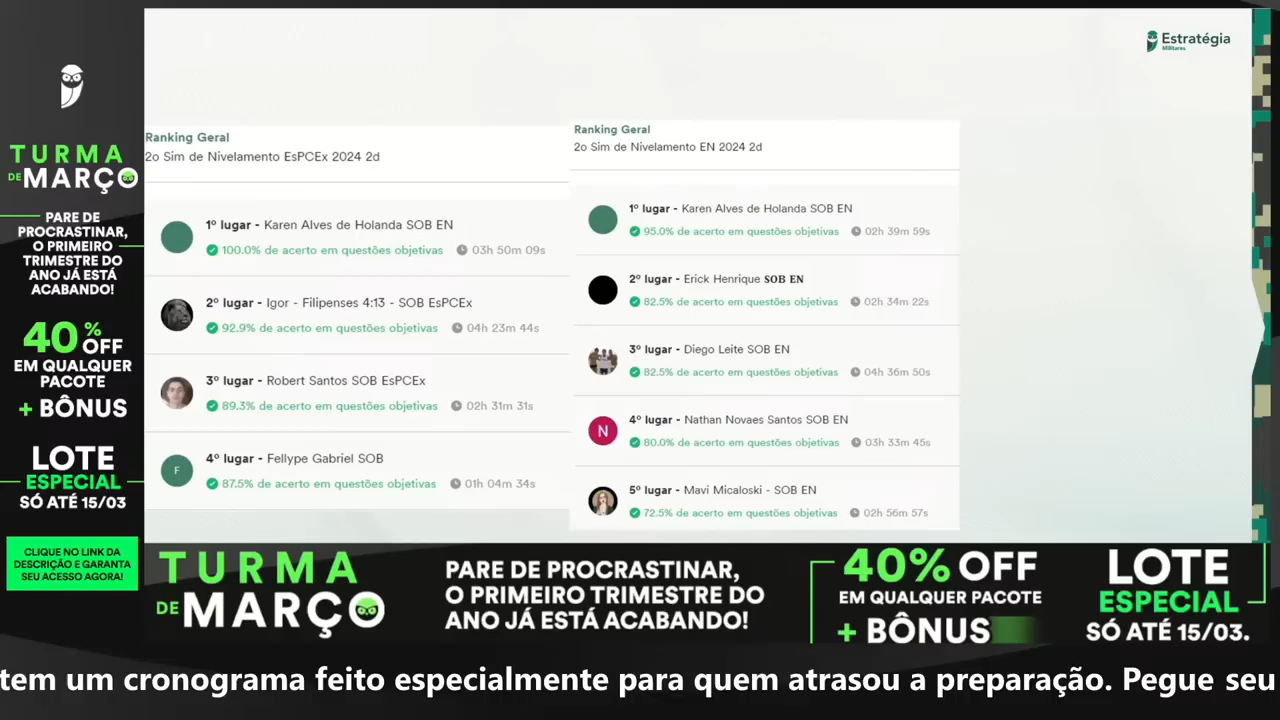 Estratégia
Militares
TURMA
DE MARÇO
PARE DE
PROCRASTINAR,
O PRIMEIRO
TRIMESTRE DO
ANO JÁ ESTÁ
ACABANDO!
40% OFF
EM QUALQUER
PACOTE
+ BÔNUS
LOTE
ESPECIAL
SÓ ATÉ 15/03
CLIQUE NO LINK DA
DESCRIÇÃO E GARANTA
SEU ACESSO AGORA!
Ranking Geral
2o Sim de Nivelamento EsPCEx 2024 2d
1º lugar - Karen Alves de Holanda SOB EN
100.0% de acerto em questões objetivas 03h 50m 09s
2º lugar - Igor - Filipenses 4:13 - SOB EsPCEx
92.9% de acerto em questões objetivas 04h 23m 44s
3º lugar - Robert Santos SOB EsPCEx
89.3% de acerto em questões objetivas 02h 31m 31s
F
4º lugar - Fellype Gabriel SOB
87.5% de acerto em questões objetivas 01h 04m 34s
Ranking Geral
2o Sim de Nivelamento EN 2024 2d
1º lugar - Karen Alves de Holanda SOB EN
95.0% de acerto em questões objetivas 02h 39m 59s
2º lugar - Erick Henrique SOB EN
82.5% de acerto em questões objetivas 02h 34m 22s
3º lugar - Diego Leite SOB EN
82.5% de acerto em questões objetivas 04h 36m 50s
N
4º lugar - Nathan Novaes Santos SOB EN
80.0% de acerto em questões objetivas 03h 33m 45s
5º lugar - Mavi Micaloski - SOB EN
72.5% de acerto em questões objetivas 02h 56m 57s
TURMA
DE MARÇO
PARE DE PROCRASTINAR,
O PRIMEIRO TRIMESTRE DO
ANO JÁ ESTÁ ACABANDO!
40% OFF
EM QUALQUER PACOTE
+ BÔNUS
LOTE
ESPECIAL
SÓ ATÉ 15/03.
tem um cronograma feito especialmente para quem atrasou a preparação. Pegue seu